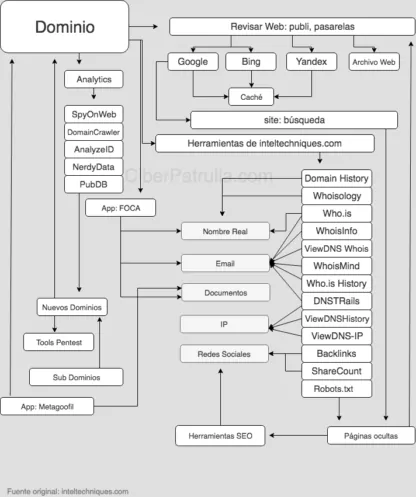 Dominio
Revisar Web: publi, pasarelas
Google
Bing
Yandex
Archivo Web
Analytics
Caché
SpyOnWeb
DomainCrawler
AnalyzeID
NerdyData
PubDB
site: búsqueda
Herramientas de inteltechniques.com
CiberPatrulla.com
App: FOCA
Domain History
Whoisology
Who.is
WhoisInfo
ViewDNS Whois
WhoisMind
Who.is History
DNSTRails
ViewDNSHistory
ViewDNS-IP
Backlinks
ShareCount
Robots.txt
Nombre Real
Email
Documentos
IP
Redes Sociales
Nuevos Dominios
Tools Pentest
Sub Dominios
App: Metagoofil
Herramientas SEO
Páginas ocultas
Fuente original: inteltechniques.com